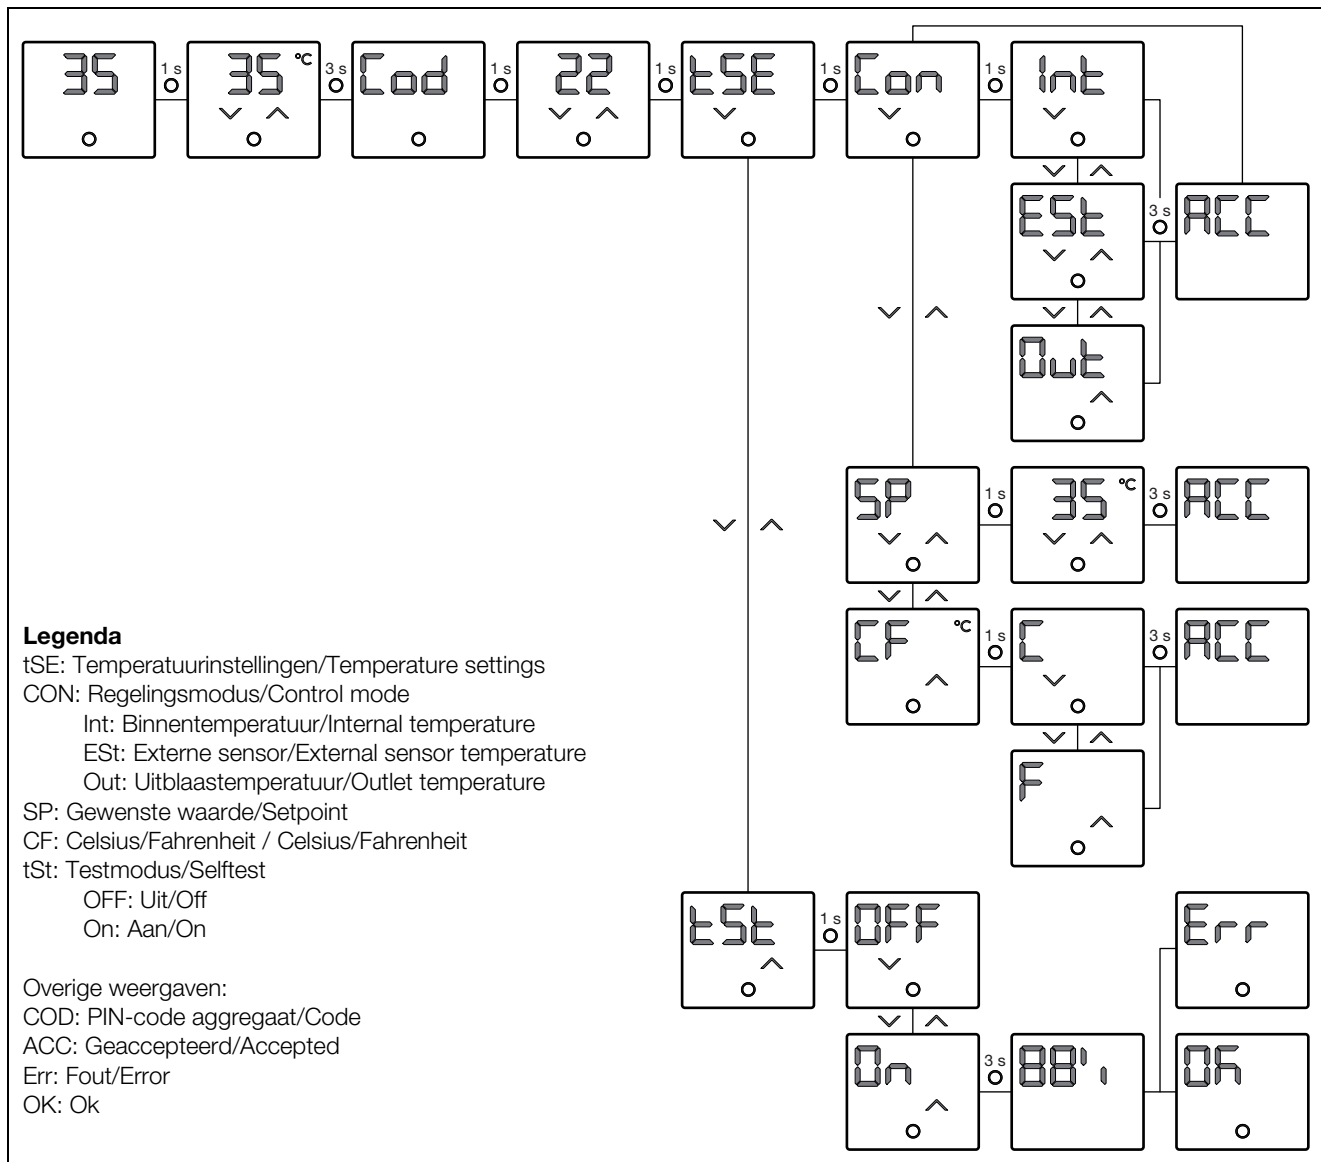 35 1 s 35 °C 3 s Cod 1 s 22 1 s tSE 1 s Con 1 s Int
ESt 3 s ACC
Out
SP 1 s 35 °C 3 s ACC
CF °C 1 s C 3 s ACC
F
tSt 1 s OFF Err
On 3 s 88'ı OK
Legenda
tSE: Temperatuurinstellingen/Temperature settings
CON: Regelingsmodus/Control mode
Int: Binnentemperatuur/Internal temperature
ESt: Externe sensor/External sensor temperature
Out: Uitblaastemperatuur/Outlet temperature
SP: Gewenste waarde/Setpoint
CF: Celsius/Fahrenheit / Celsius/Fahrenheit
tSt: Testmodus/Selftest
OFF: Uit/Off
On: Aan/On
Overige weergaven:
COD: PIN-code aggregaat/Code
ACC: Geaccepteerd/Accepted
Err: Fout/Error
OK: Ok